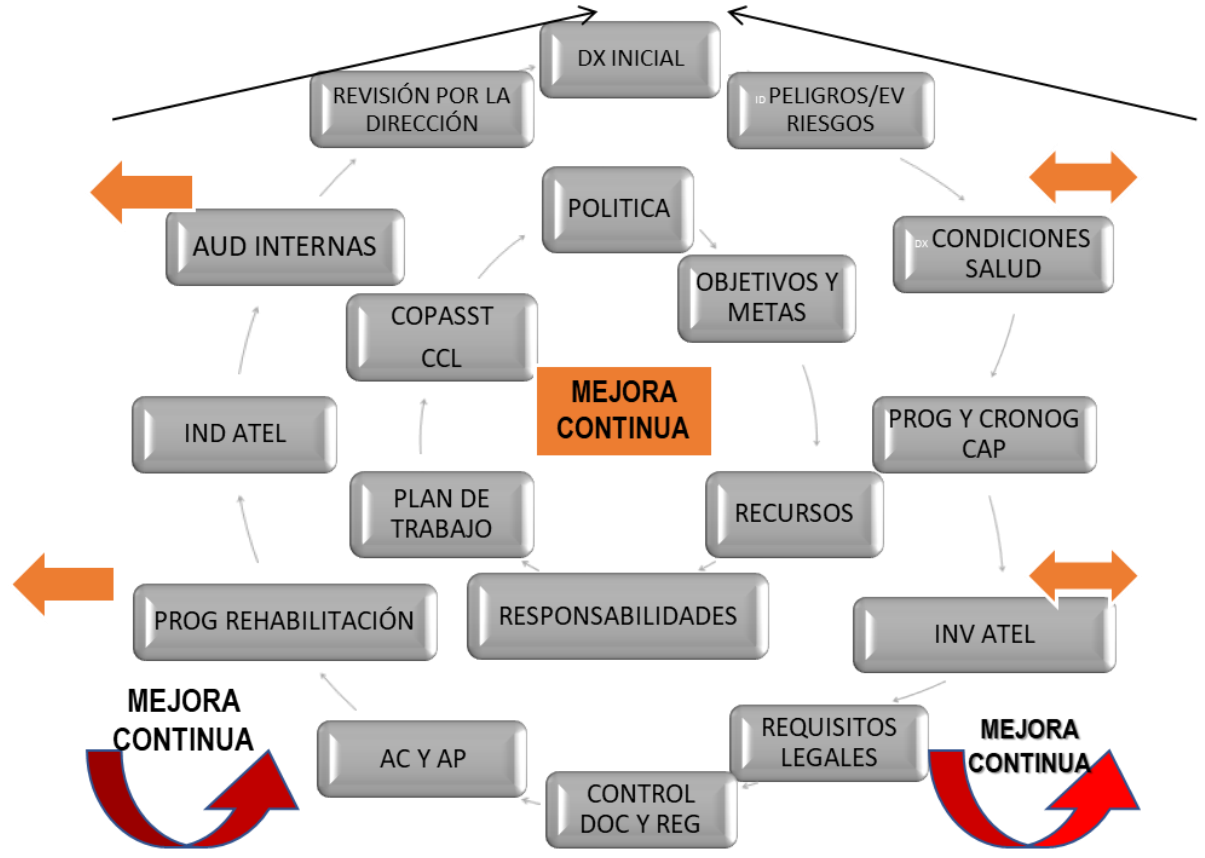 DX INICIAL
REVISIÓN POR LA
DIRECCIÓN
ID PELIGROS/EV
RIESGOS
POLITICA
AUD INTERNAS
DX CONDICIONES
SALUD
OBJETIVOS Y
METAS
COPASST
CCL
MEJORA
CONTINUA
IND ATEL
PROG Y CRONOG
CAP
PLAN DE
TRABAJO
RECURSOS
PROG REHABILITACIÓN
RESPONSABILIDADES
INV ATEL
MEJORA
CONTINUA
AC Y AP
REQUISITOS
LEGALES
MEJORA
CONTINUA
CONTROL
DOC Y REG